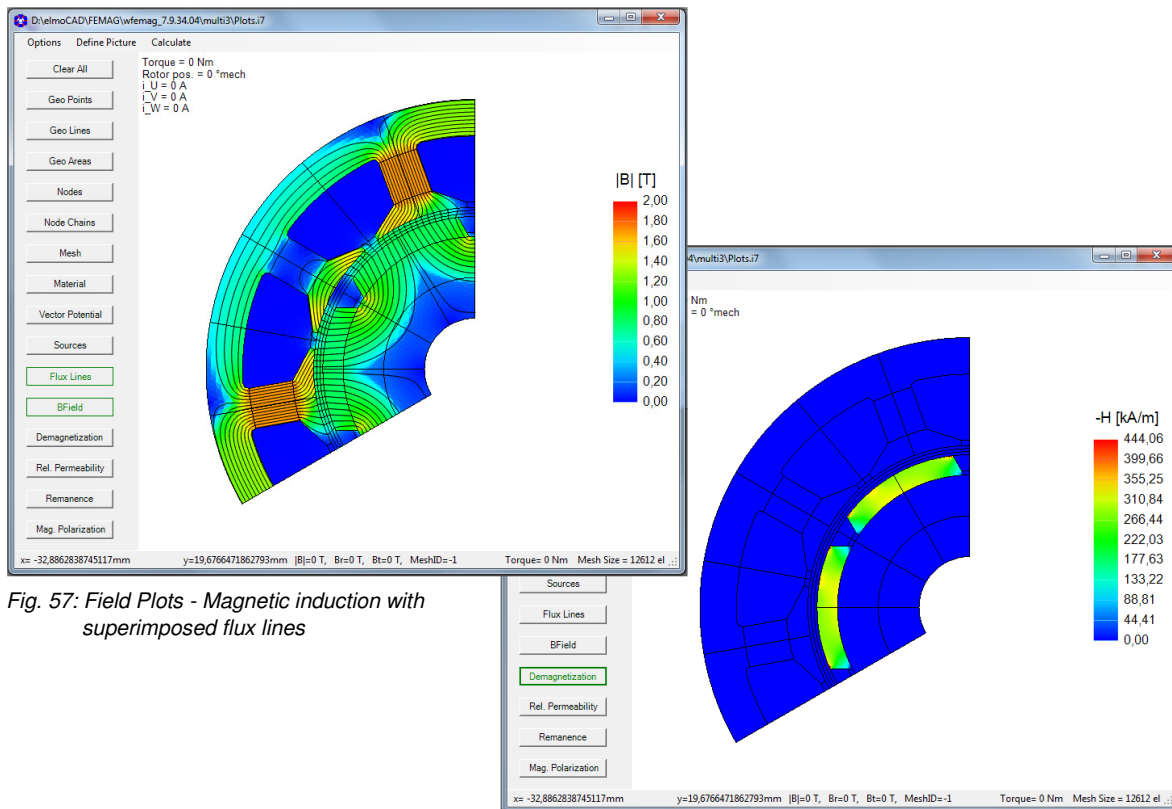 D:\elmoCAD\FEMAG\wfemag_7.9.34.04\multi3\Plots.i7
Options Define Picture Calculate
Clear All
Geo Points
Geo Lines
Geo Areas
Nodes
Node Chains
Mesh
Material
Vector Potential
Sources
Flux Lines
BField
Demagnetization
Rel. Permeability
Remanence
Mag. Polarization
Torque = 0 Nm
Rotor pos. = 0 °mech
i_U = 0 A
i_V = 0 A
i_W = 0 A
|B| [T]
2,00
1,80
1,60
1,40
1,20
1,00
0,80
0,60
0,40
0,20
0,00
x= -32,8862838745117mm y=19,6766471862793mm |B|=0 T, Br=0 T, Bt=0 T, MeshID=-1 Torque= 0 Nm Mesh Size = 12612 el
Fig. 57: Field Plots - Magnetic induction with
superimposed flux lines
4\multi3\Plots.i7
Nm
= 0 °mech
-H [kA/m]
444,06
399,66
355,25
310,84
266,44
222,03
177,63
133,22
88,81
44,41
0,00
Sources
Flux Lines
BField
Demagnetization
Rel. Permeability
Remanence
Mag. Polarization
x= -32,8862838745117mm y=19,6766471862793mm |B|=0 T, Br=0 T, Bt=0 T, MeshID=-1 Torque= 0 Nm Mesh Size = 12612 el